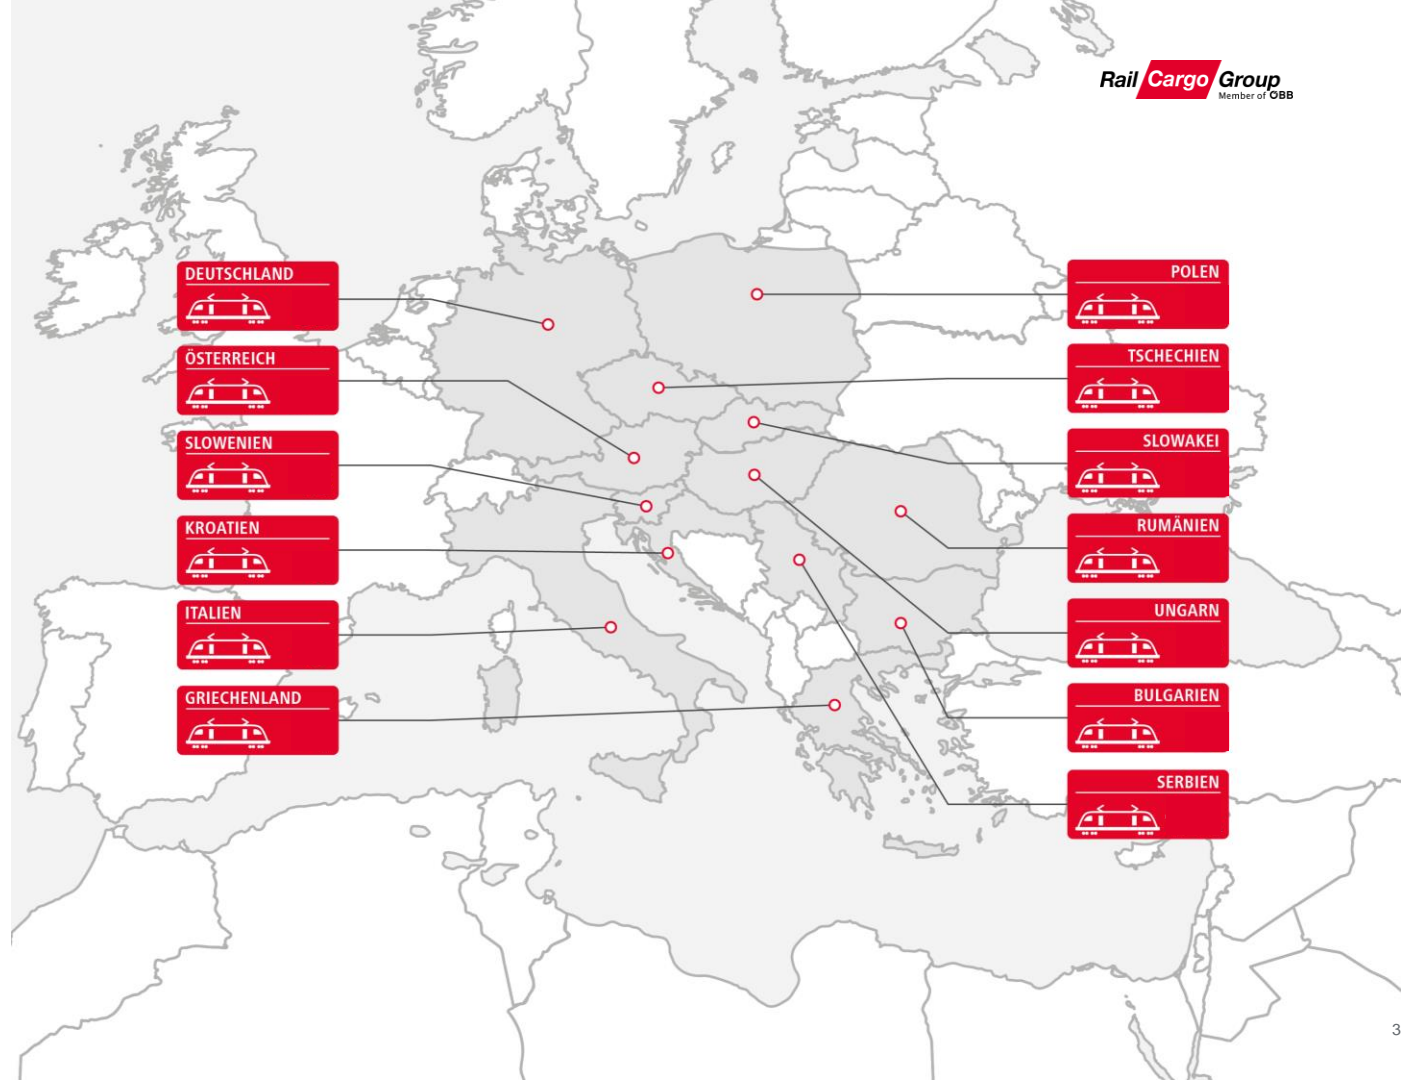 Rail Cargo Group
Member of ÖBB
DEUTSCHLAND
ÖSTERREICH
SLOWENIEN
KROATIEN
ITALIEN
GRIECHENLAND
POLEN
TSCHECHIEN
SLOWAKEI
RUMÄNIEN
UNGARN
BULGARIEN
SERBIEN
3